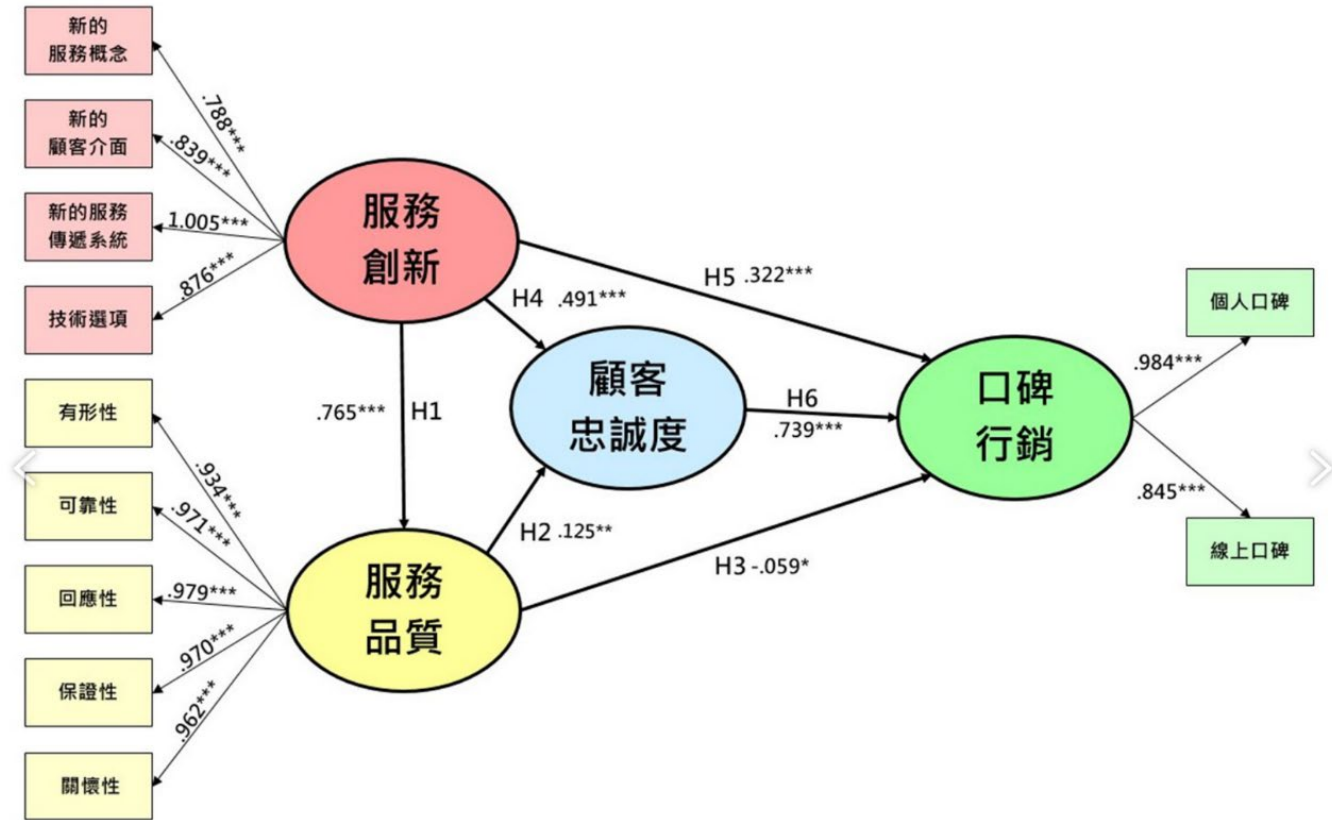 新的
服務概念
.788***
新的
顧客介面
.839***
新的服務
傳遞系統
1.005***
技術選項
.876***
服務
創新
H5 .322***
H4 .491***
.765*** H1
顧客
忠誠度
H6
.739***
口碑
行銷
.984***
個人口碑
.845***
線上口碑
有形性
.934***
可靠性
.971***
回應性
.979***
保證性
.970***
關懷性
.962***
服務
品質
H2 .125**
H3 -.059*